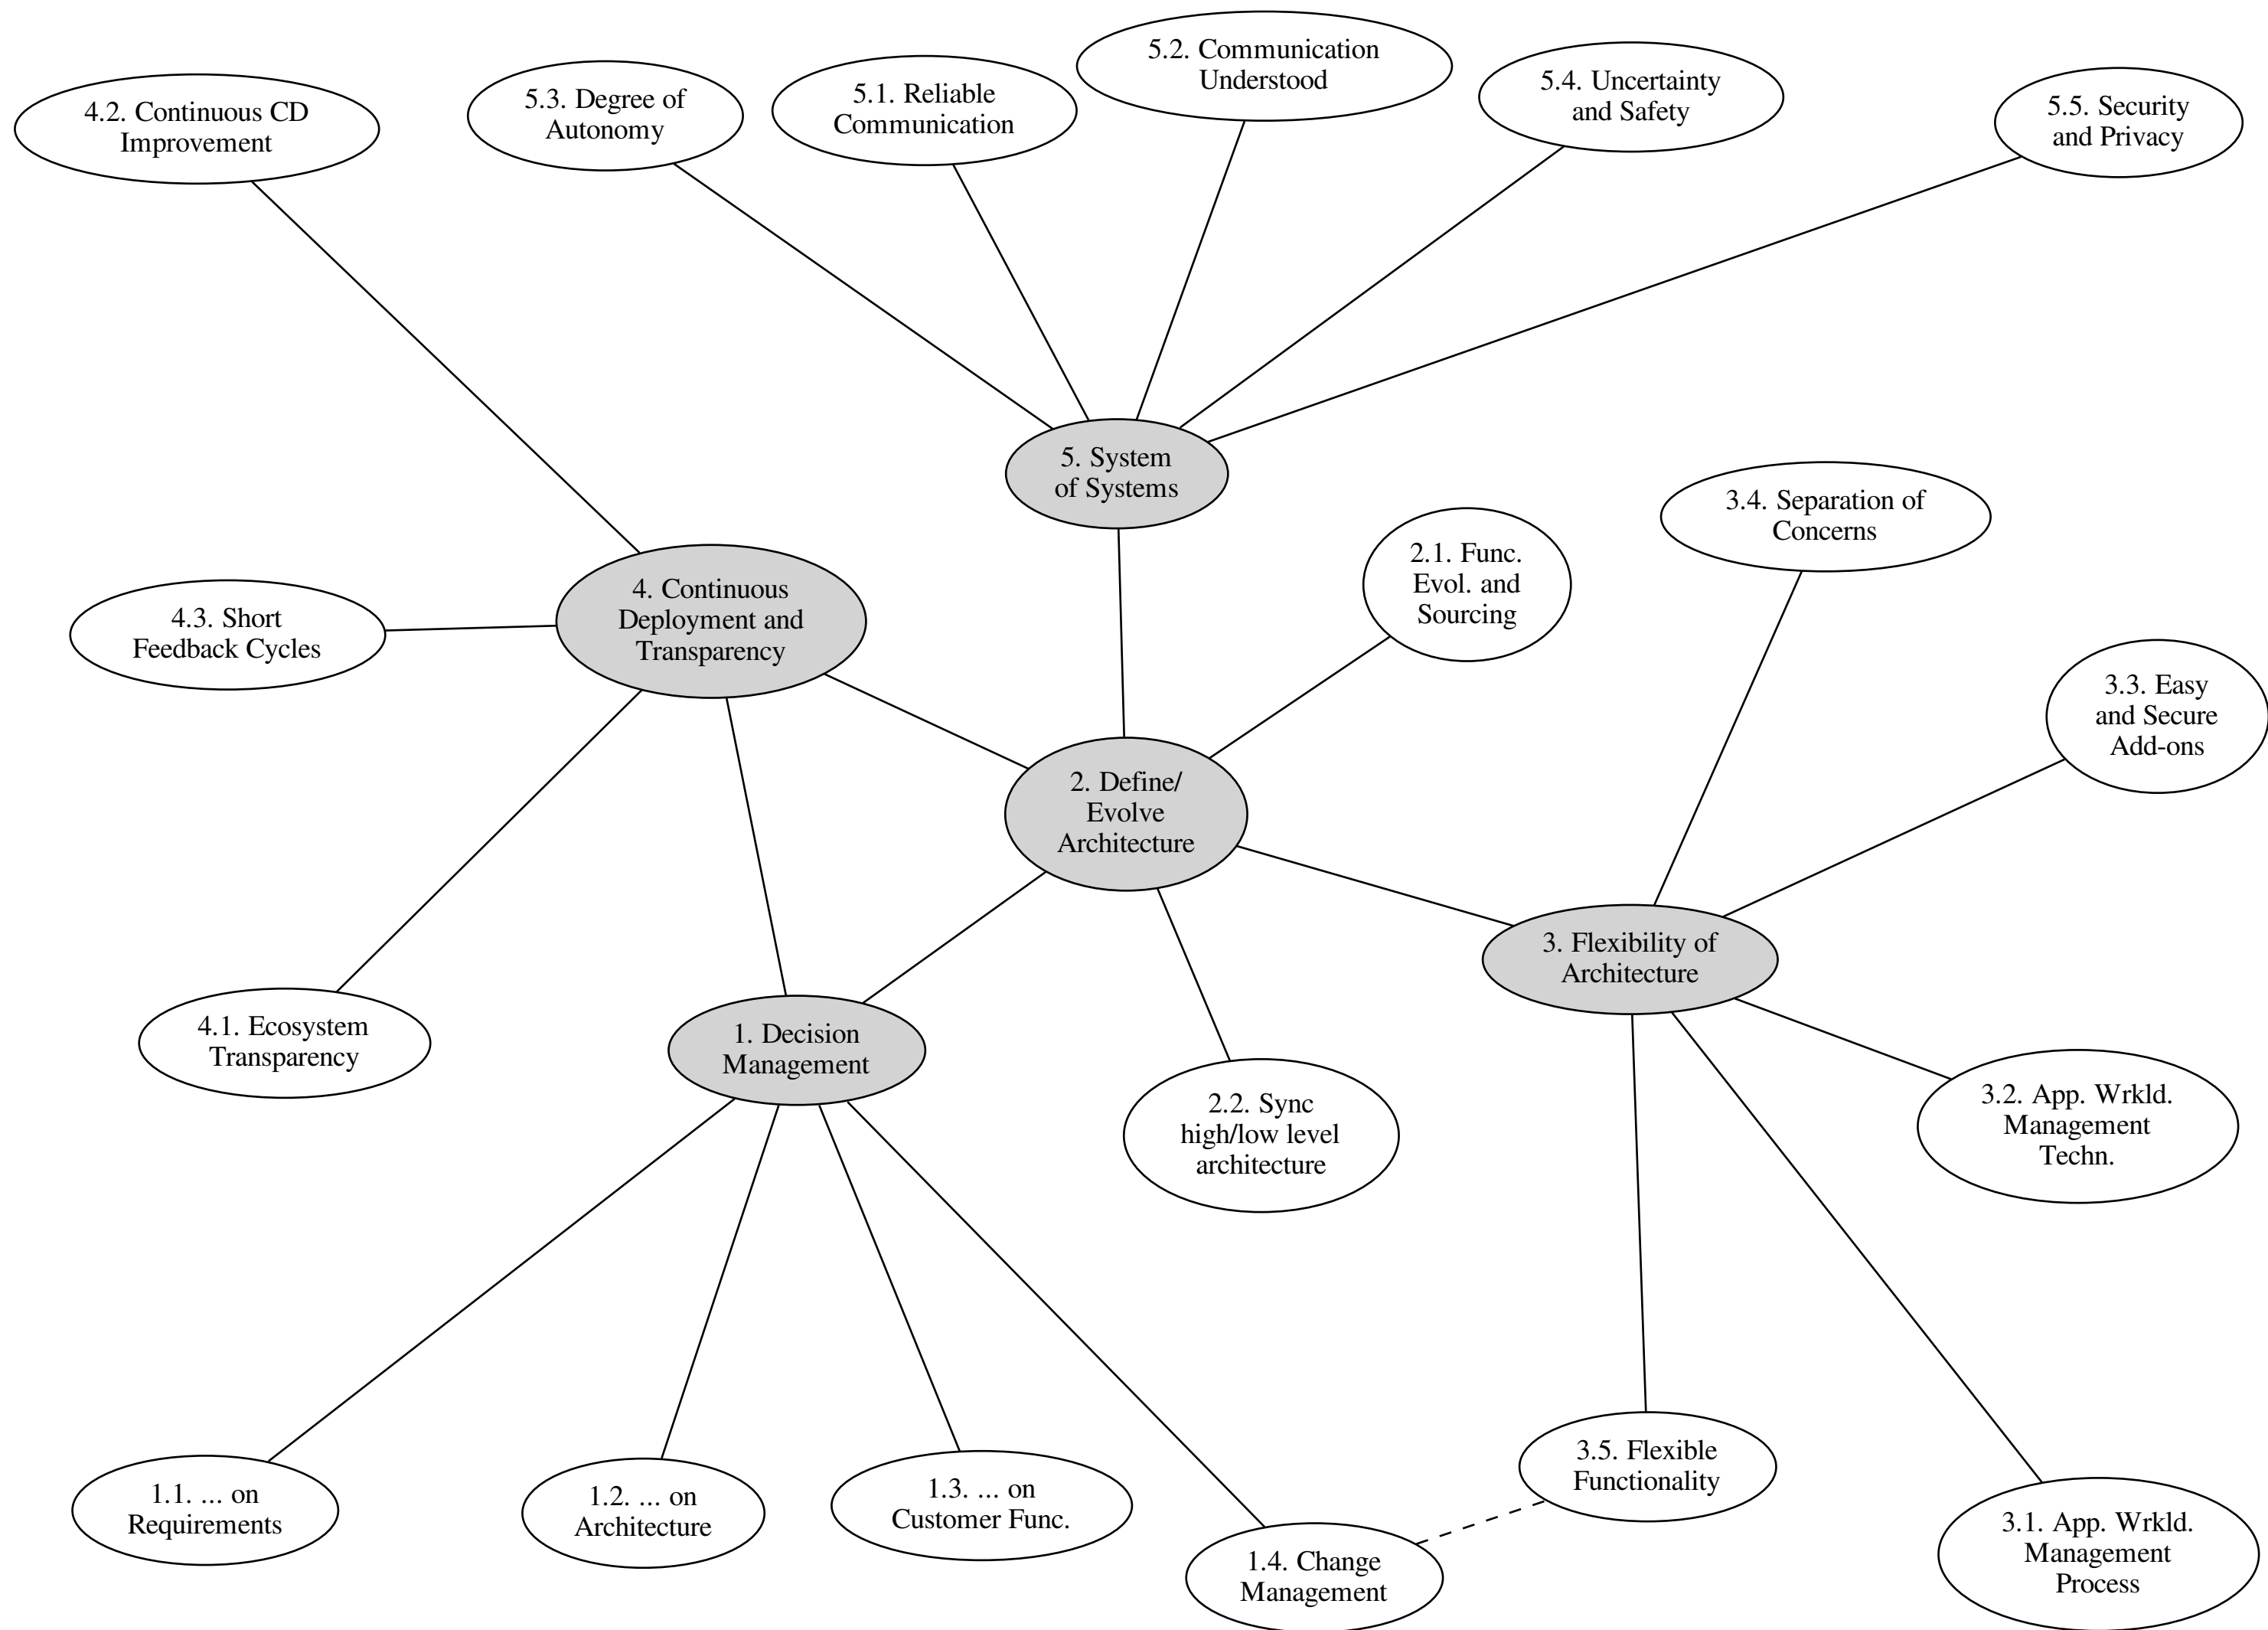 5.2. Communication
Understood
4.2. Continuous CD
Improvement
5.3. Degree of
Autonomy
5.1. Reliable
Communication
5.4. Uncertainty
and Safety
5.5. Security
and Privacy
5. System
of Systems
3.4. Separation of
Concerns
2.1. Func.
Evol. and
Sourcing
4. Continuous
Deployment and
Transparency
4.3. Short
Feedback Cycles
3.3. Easy
and Secure
Add-ons
2. Define/
Evolve
Architecture
3. Flexibility of
Architecture
4.1. Ecosystem
Transparency
1. Decision
Management
2.2. Sync
high/low level
architecture
3.2. App. Wrkld.
Management
Techn.
3.5. Flexible
Functionality
1.1. ... on
Requirements
1.2. ... on
Architecture
1.3. ... on
Customer Func.
1.4. Change
Management
3.1. App. Wrkld.
Management
Process